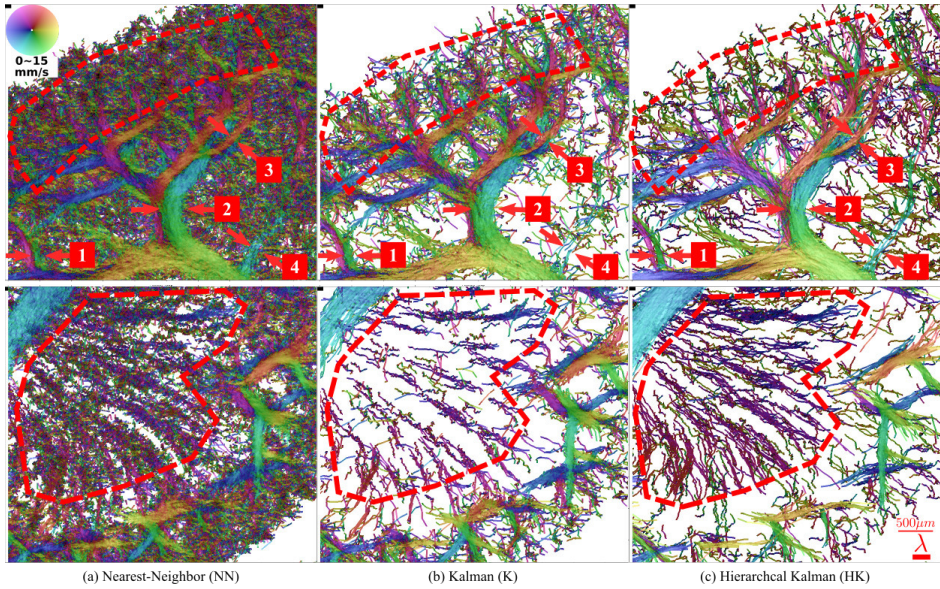 0~15
mm/s
1
2
3
4
1
2
3
4
1
2
3
4
500μm
λ
(a) Nearest-Neighbor (NN)
(b) Kalman (K)
(c) Hierarchcal Kalman (HK)